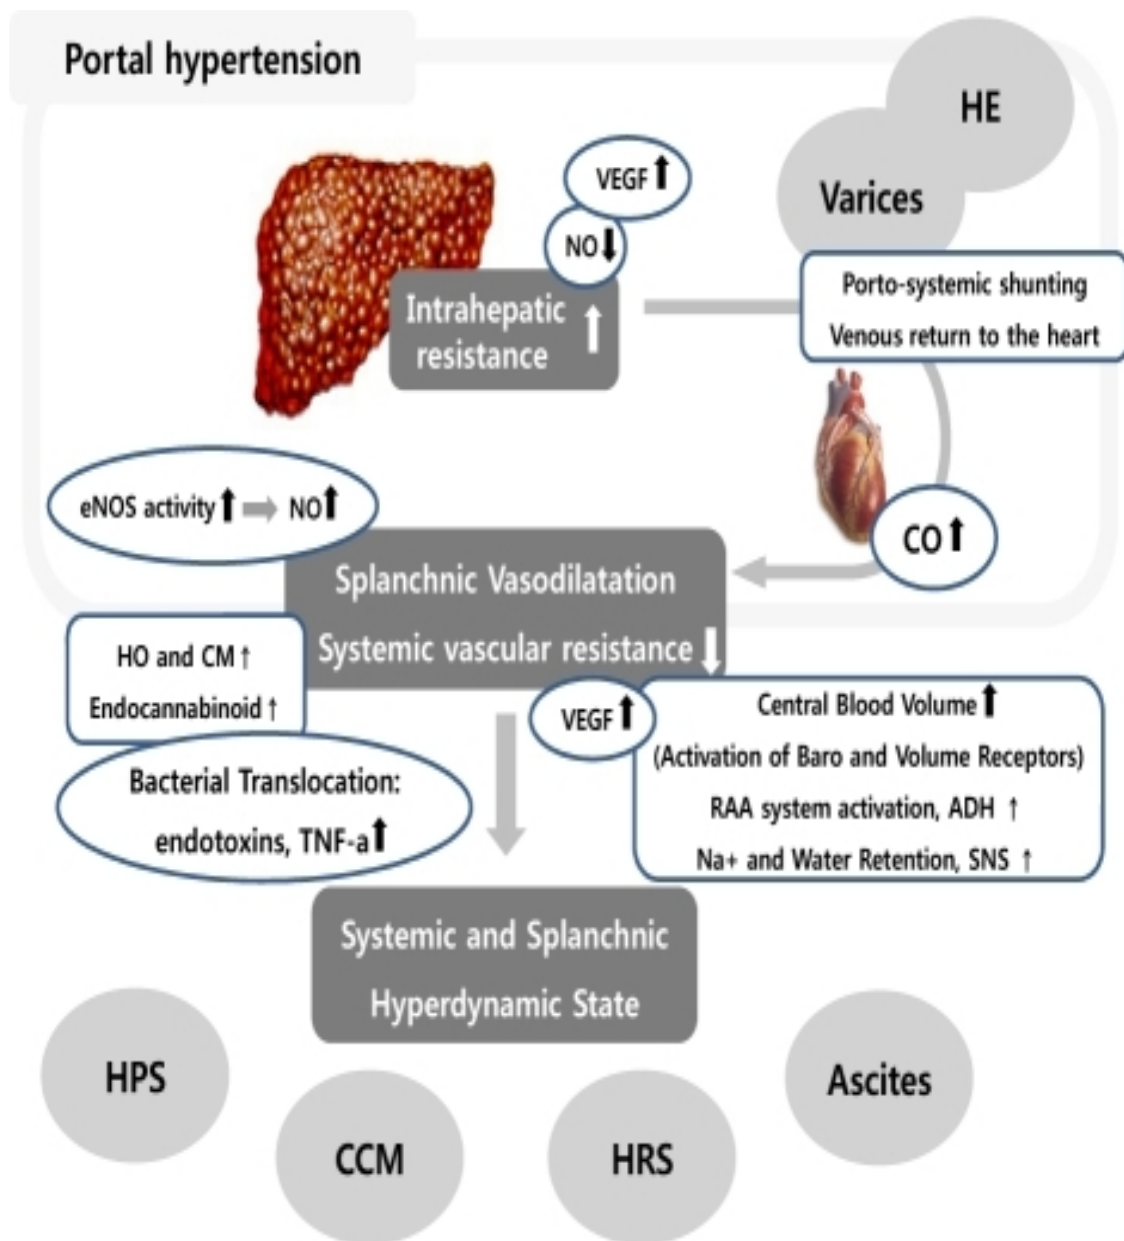 Portal hypertension
HE
Varices
VEGF ⬆
NO ⬇
Intrahepatic
resistance ⬆
Porto-systemic shunting
Venous return to the heart
eNOS activity ⬆ ➡ NO ⬆
CO ⬆
Splanchnic Vasodilatation
Systemic vascular resistance ⬇
HO and CM ↑
Endocannabinoid ↑
VEGF ⬆
Central Blood Volume ⬆
(Activation of Baro and Volume Receptors)
RAA system activation, ADH ↑
Na+ and Water Retention, SNS ↑
Bacterial Translocation:
endotoxins, TNF-a ⬆
Systemic and Splanchnic
Hyperdynamic State
HPS
CCM
HRS
Ascites